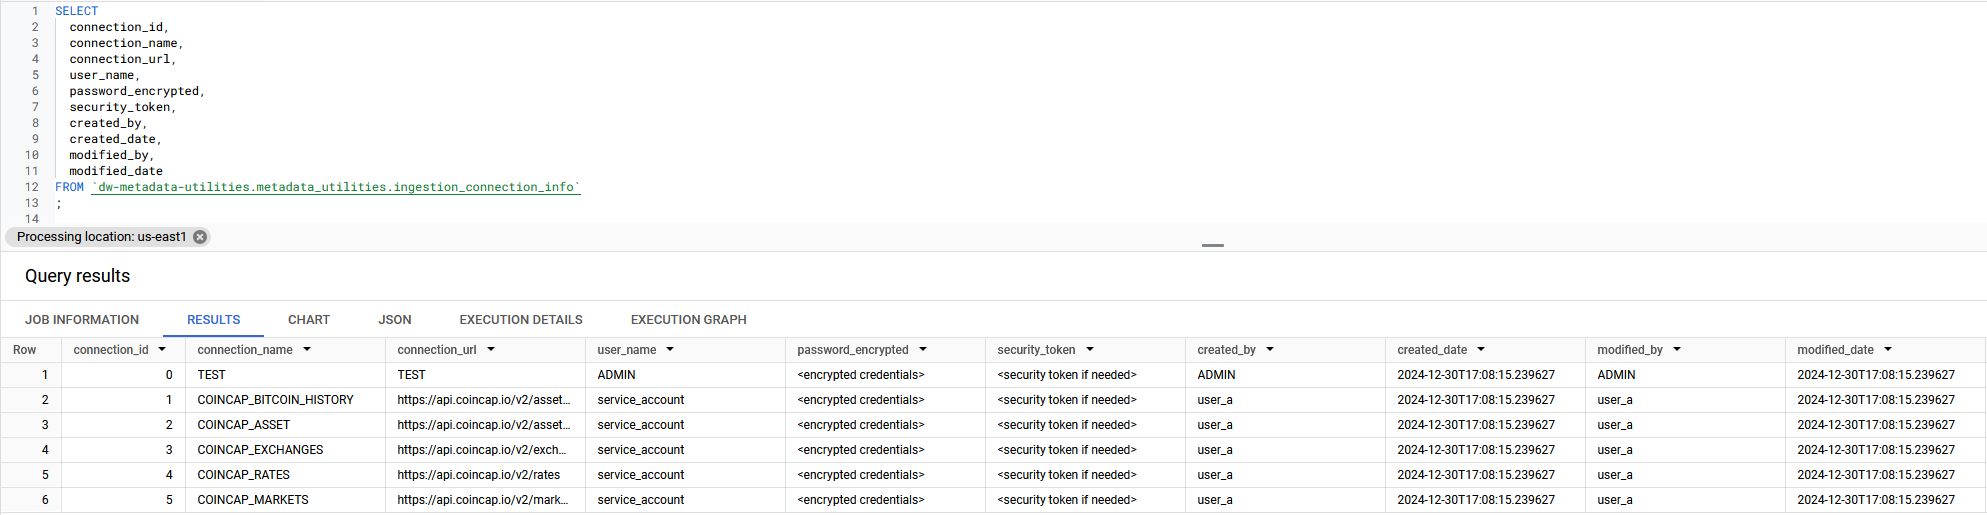 1 SELECT
2 connection_id,
3 connection_name,
4 connection_url,
5 user_name,
6 password_encrypted,
7 security_token,
8 created_by,
9 created_date,
10 modified_by,
11 modified_date
12 FROM `dw-metadata-utilities.metadata_utilities.ingestion_connection_info`
13 ;
14
Processing location: us-east1
Query results
JOB INFORMATION RESULTS CHART JSON EXECUTION DETAILS EXECUTION GRAPH
Row connection_id connection_name connection_url user_name password_encrypted security_token created_by created_date modified_by modified_date
1 0 TEST TEST ADMIN <encrypted credentials> <security token if needed> ADMIN 2024-12-30T17:08:15.239627 ADMIN 2024-12-30T17:08:15.239627
2 1 COINCAP_BITCOIN_HISTORY https://api.coincap.io/v2/asset... service_account <encrypted credentials> <security token if needed> user_a 2024-12-30T17:08:15.239627 user_a 2024-12-30T17:08:15.239627
3 2 COINCAP_ASSET https://api.coincap.io/v2/asset... service_account <encrypted credentials> <security token if needed> user_a 2024-12-30T17:08:15.239627 user_a 2024-12-30T17:08:15.239627
4 3 COINCAP_EXCHANGES https://api.coincap.io/v2/exch... service_account <encrypted credentials> <security token if needed> user_a 2024-12-30T17:08:15.239627 user_a 2024-12-30T17:08:15.239627
5 4 COINCAP_RATES https://api.coincap.io/v2/rates service_account <encrypted credentials> <security token if needed> user_a 2024-12-30T17:08:15.239627 user_a 2024-12-30T17:08:15.239627
6 5 COINCAP_MARKETS https://api.coincap.io/v2/mark... service_account <encrypted credentials> <security token if needed> user_a 2024-12-30T17:08:15.239627 user_a 2024-12-30T17:08:15.239627